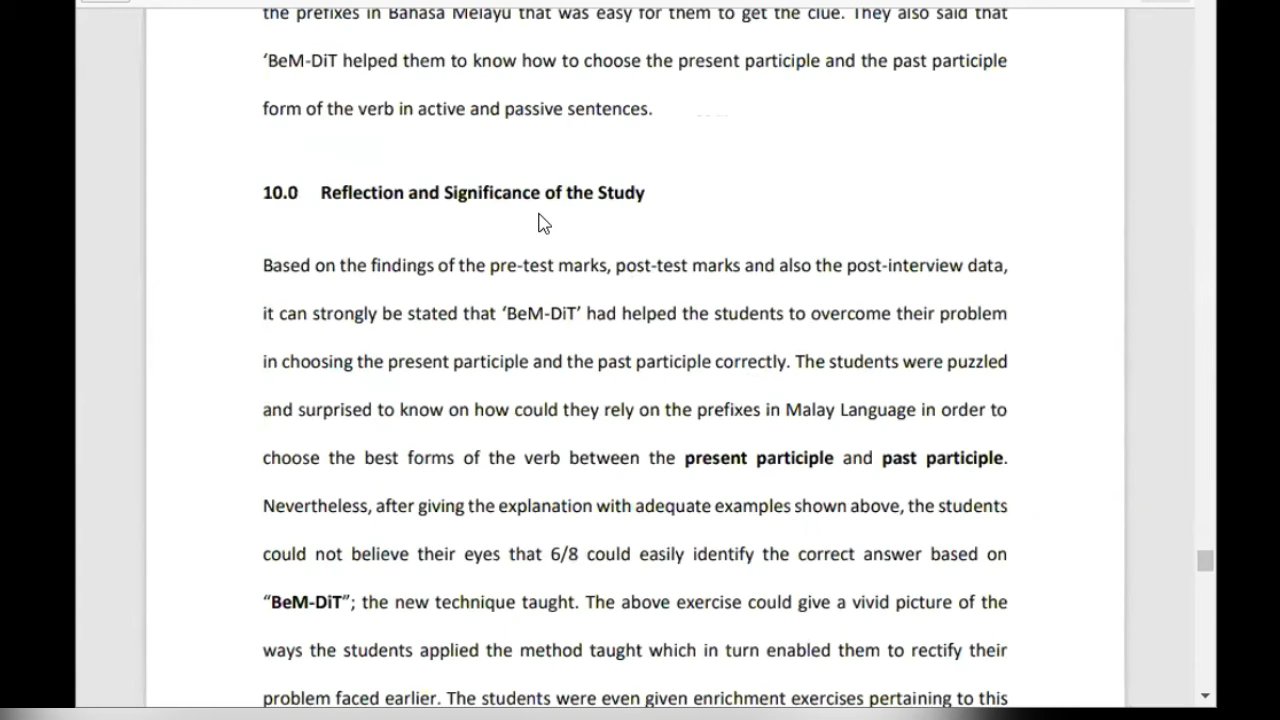 the prefixes in Bahasa Melayu that was easy for them to get the clue. They also said that
‘BeM-DiT helped them to know how to choose the present participle and the past participle
form of the verb in active and passive sentences.
10.0 Reflection and Significance of the Study
Based on the findings of the pre-test marks, post-test marks and also the post-interview data,
it can strongly be stated that ‘BeM-DiT’ had helped the students to overcome their problem
in choosing the present participle and the past participle correctly. The students were puzzled
and surprised to know on how could they rely on the prefixes in Malay Language in order to
choose the best forms of the verb between the present participle and past participle.
Nevertheless, after giving the explanation with adequate examples shown above, the students
could not believe their eyes that 6/8 could easily identify the correct answer based on
“BeM-DiT”; the new technique taught. The above exercise could give a vivid picture of the
ways the students applied the method taught which in turn enabled them to rectify their
problem faced earlier. The students were even given enrichment exercises pertaining to this